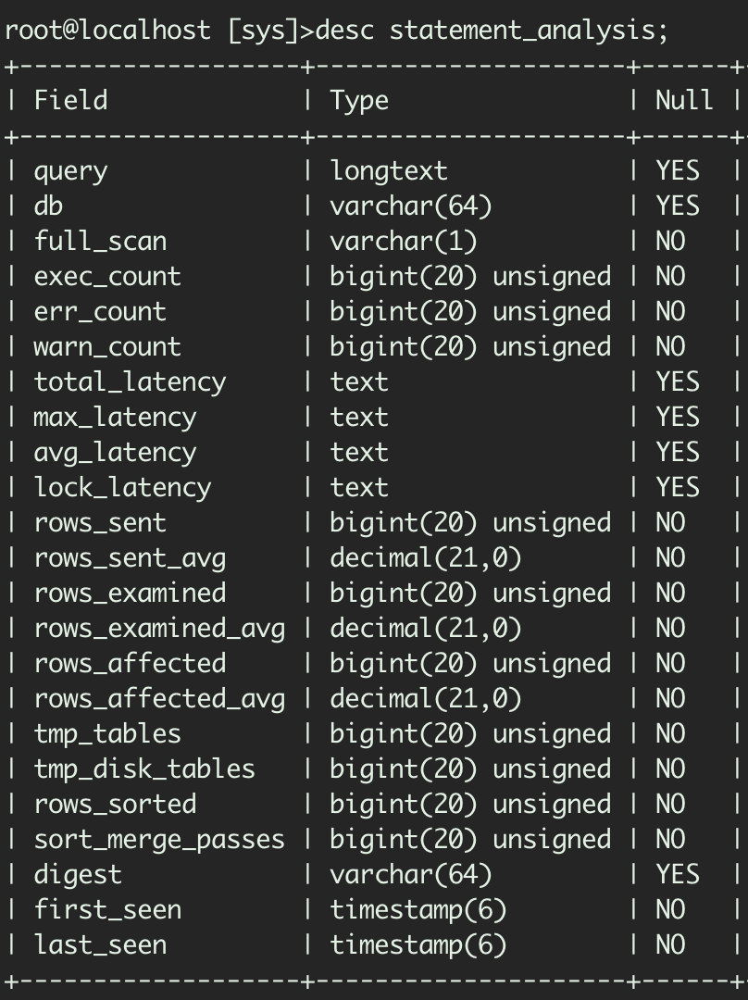 root@localhost [sys]>desc statement_analysis;
+-------------------+---------------------+------+
| Field             | Type                | Null |
+-------------------+---------------------+------+
| query             | longtext            | YES  |
| db                | varchar(64)         | YES  |
| full_scan         | varchar(1)          | NO   |
| exec_count        | bigint(20) unsigned | NO   |
| err_count         | bigint(20) unsigned | NO   |
| warn_count        | bigint(20) unsigned | NO   |
| total_latency     | text                | YES  |
| max_latency       | text                | YES  |
| avg_latency       | text                | YES  |
| lock_latency      | text                | YES  |
| rows_sent         | bigint(20) unsigned | NO   |
| rows_sent_avg     | decimal(21,0)       | NO   |
| rows_examined     | bigint(20) unsigned | NO   |
| rows_examined_avg | decimal(21,0)       | NO   |
| rows_affected     | bigint(20) unsigned | NO   |
| rows_affected_avg | decimal(21,0)       | NO   |
| tmp_tables        | bigint(20) unsigned | NO   |
| tmp_disk_tables   | bigint(20) unsigned | NO   |
| rows_sorted       | bigint(20) unsigned | NO   |
| sort_merge_passes | bigint(20) unsigned | NO   |
| digest            | varchar(64)         | YES  |
| first_seen        | timestamp(6)        | NO   |
| last_seen         | timestamp(6)        | NO   |
+-------------------+---------------------+------+